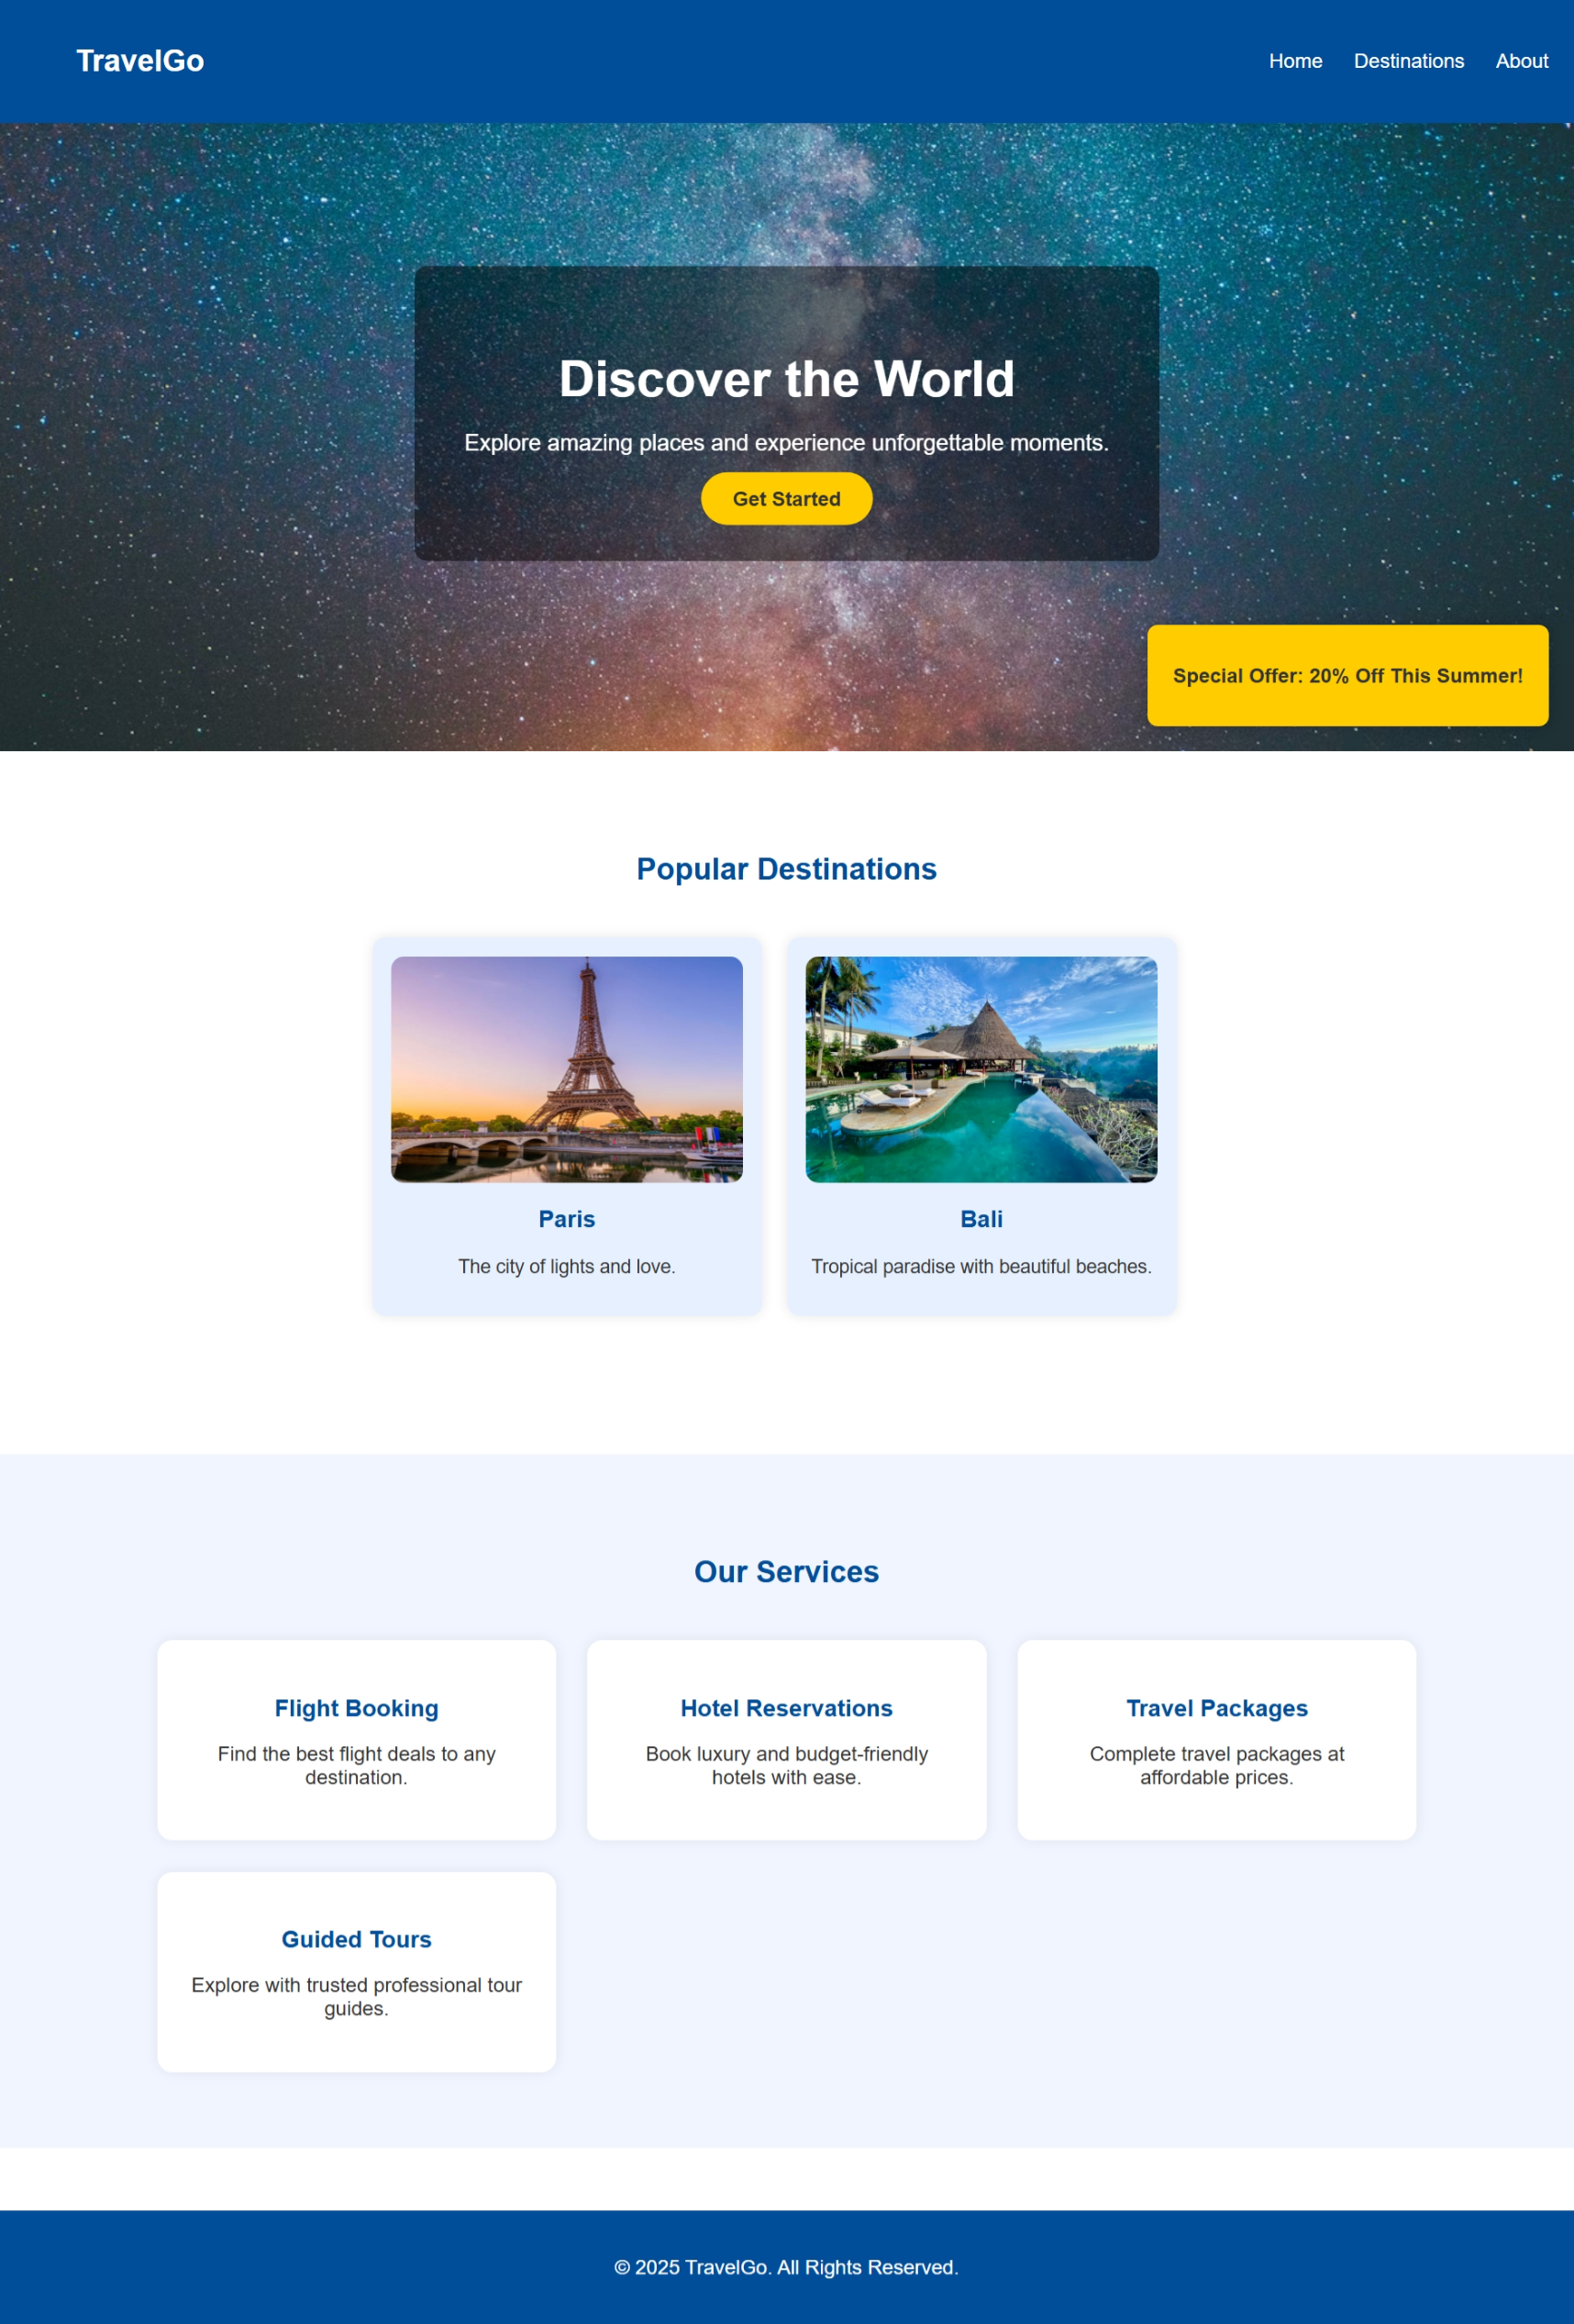 TravelGo
Home
Destinations
About
Discover the World
Explore amazing places and experience unforgettable moments.
Get Started
Special Offer: 20% Off This Summer!
Popular Destinations
Paris
The city of lights and love.
Bali
Tropical paradise with beautiful beaches.
Our Services
Flight Booking
Find the best flight deals to any
destination.
Hotel Reservations
Book luxury and budget-friendly
hotels with ease.
Travel Packages
Complete travel packages at
affordable prices.
Guided Tours
Explore with trusted professional tour
guides.
© 2025 TravelGo. All Rights Reserved.